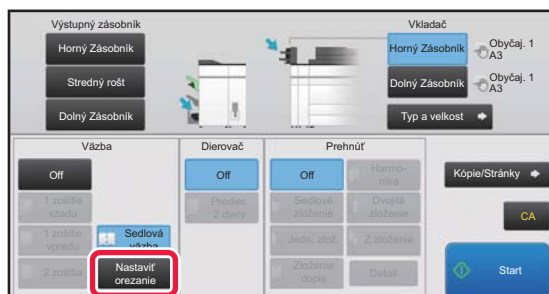 Výstupný zásobník
Horný Zásobník
Stredný rošt
Dolný Zásobník
Vkladač
Horný Zásobník
Obyčaj. 1
A3
Dolný Zásobník
Obyčaj. 1
A3
Typ a velkost
Väzba
Off
1 zošitie
vzadu
1 zošitie
vpredu
Sedlová
väzba
2 zošitia
Nastaviť
orezanie
Dierovač
Off
Predier.
2 diery
Prehnúť
Off
Harmo-
nika
Sedlové
zloženie
Dvojité
zloženie
Jedn. zlož.
Z zloženie
Zloženie
dopis
Detail
Kópie/Stránky
CA
Start